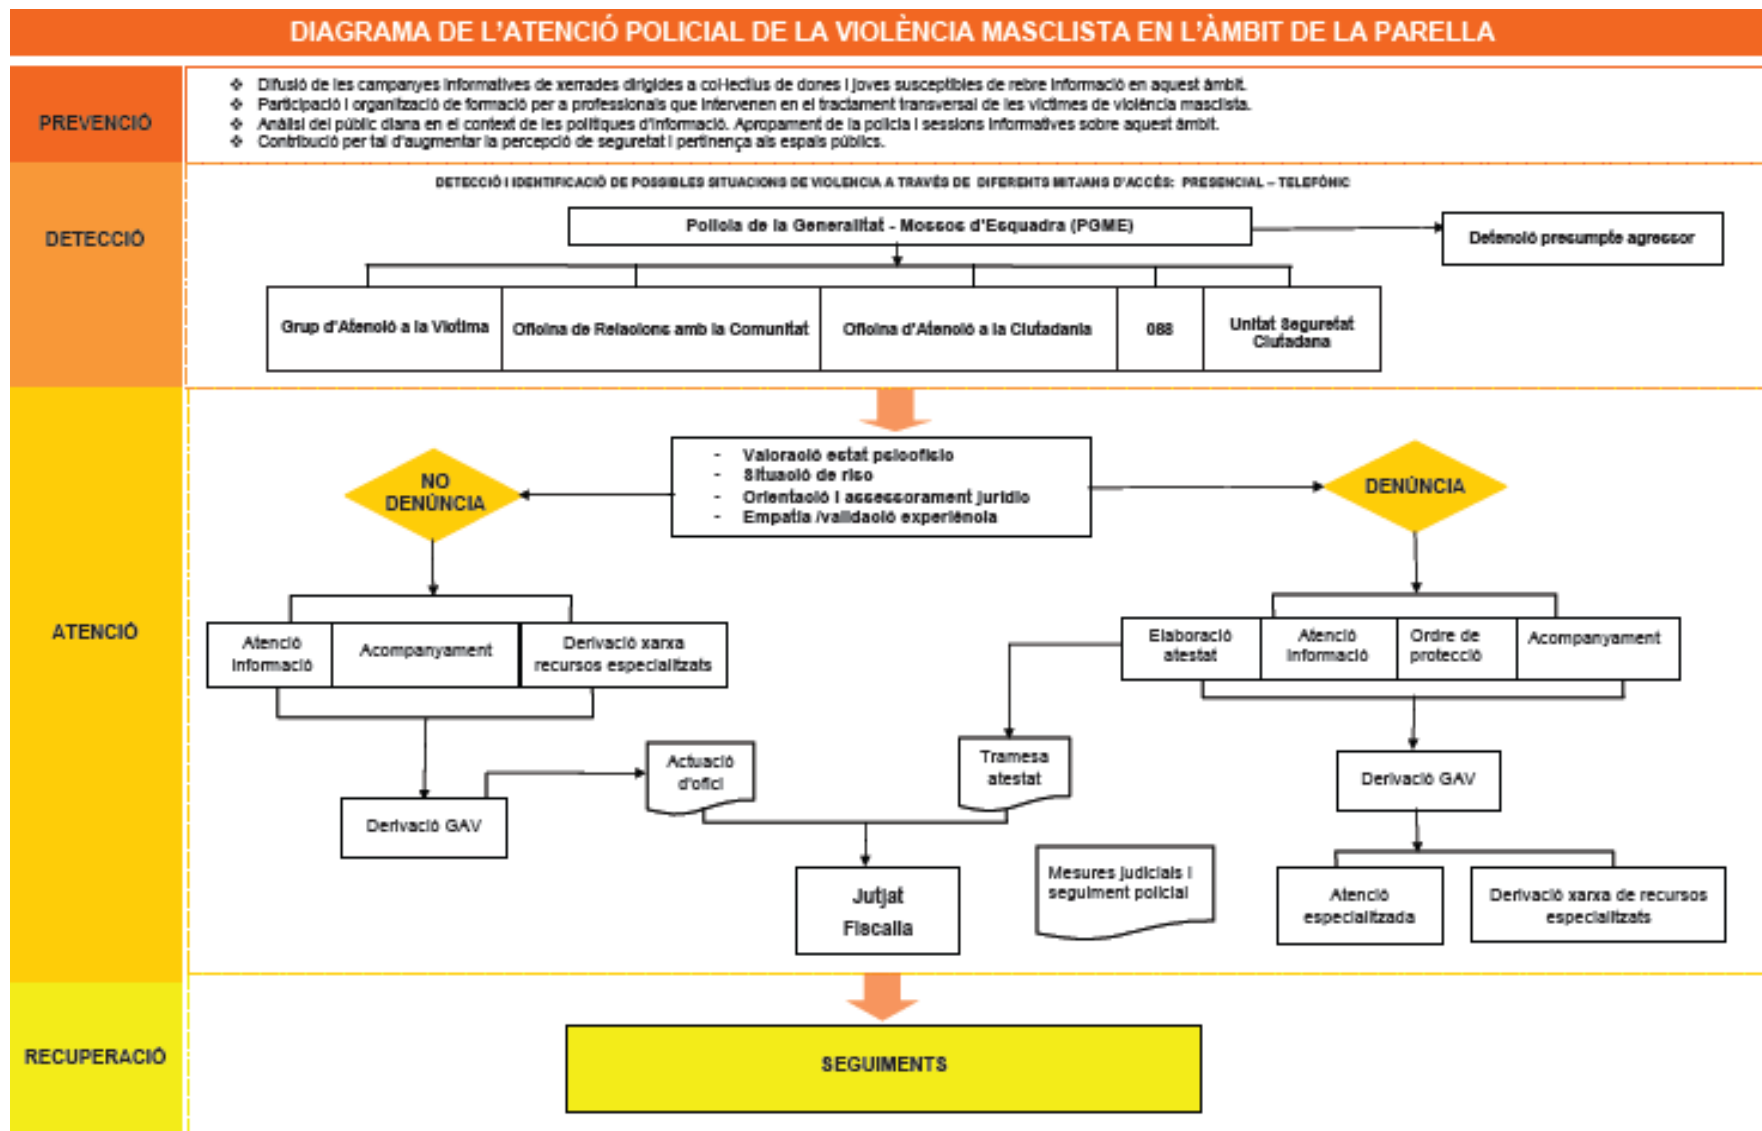 DIAGRAMA DE L'ATENCIÓ POLICIAL DE LA VIOLÈNCIA MASCLISTA EN L'ÀMBIT DE LA PARELLA
PREVENCIÓ
❖ Difusió de les campanyes informatives de xerrades dirigides a col·lectius de dones i joves susceptibles de rebre informació en aquest àmbit.
❖ Participació i organització de formació per a professionals que intervenen en el tractament transversal de les víctimes de violència masclista.
❖ Anàlisi del públic diana en el context de les polítiques d'informació. Apropament de la policia i sessions informatives sobre aquest àmbit.
❖ Contribució per tal d'augmentar la percepció de seguretat i pertinença als espais públics.
DETECCIÓ
DETECCIÓ I IDENTIFICACIÓ DE POSSIBLES SITUACIONS DE VIOLENCIA A TRAVÉS DE DIFERENTS MITJANS D'ACCÉS: PRESENCIAL – TELEFÒNIC
Policia de la Generalitat - Mossos d'Esquadra (PGME)
Detenció presumpte agressor
Grup d'Atenció a la Víctima
Oficina de Relacions amb la Comunitat
Oficina d'Atenció a la Ciutadania
088
Unitat Seguretat
Ciutadana
ATENCIÓ
- Valoració estat psicofísic
- Situació de risc
- Orientació i assessorament jurídic
- Empatia /validació experiència
NO
DENÚNCIA
DENÚNCIA
Atenció
Informació
Acompanyament
Derivació xarxa
recursos especialitzats
Elaboració
atestat
Atenció
Informació
Ordre de
protecció
Acompanyament
Derivació GAV
Actuació
d'ofici
Tramesa
atestat
Derivació GAV
Jutjat
Fiscalia
Mesures judicials i
seguiment policial
Atenció
especialitzada
Derivació xarxa de recursos
especialitzats
RECUPERACIÓ
SEGUIMENTS